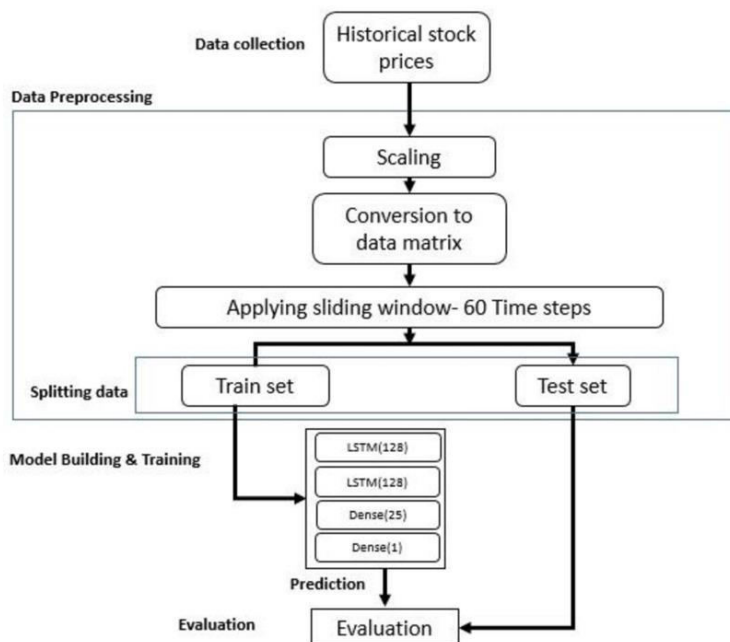 Data collection
Historical stock
prices
Data Preprocessing
Scaling
Conversion to
data matrix
Applying sliding window- 60 Time steps
Splitting data
Train set
Test set
Model Building & Training
LSTM(128)
LSTM(128)
Dense(25)
Dense(1)
Prediction
Evaluation
Evaluation